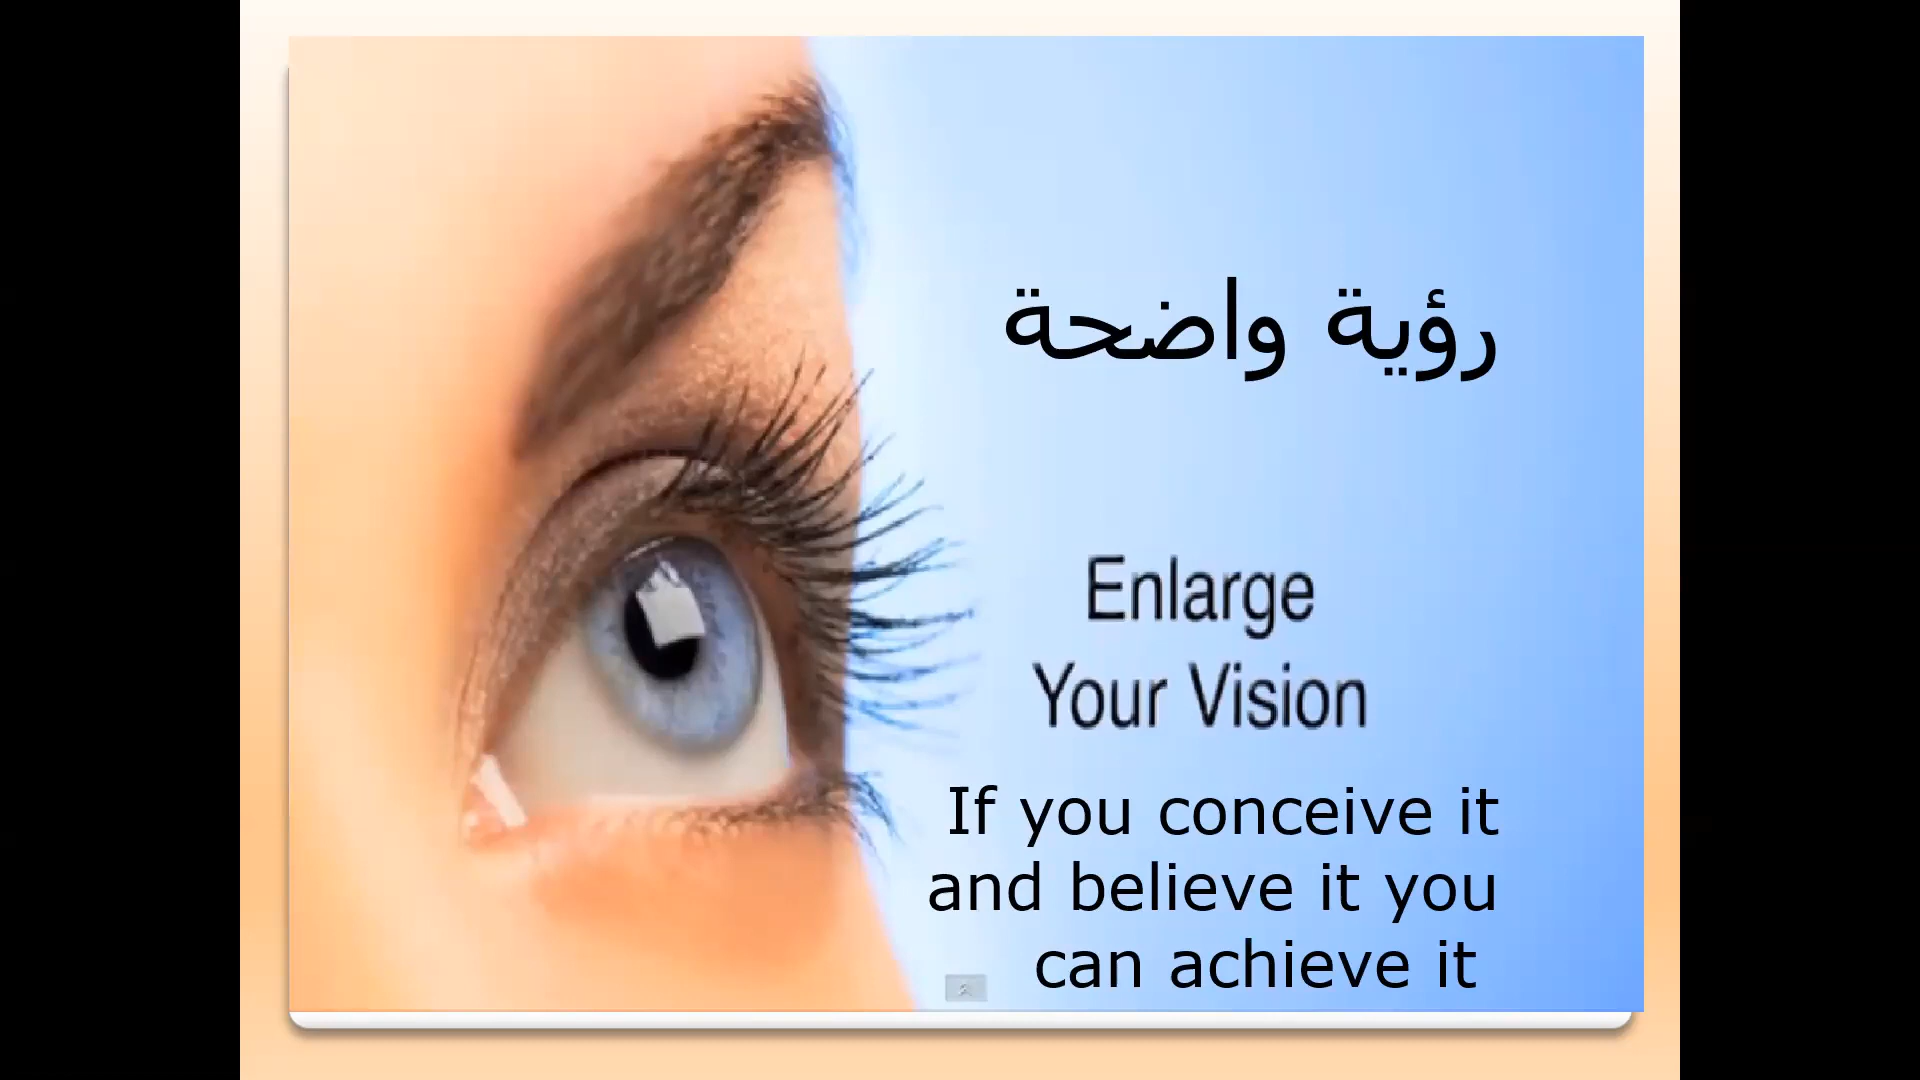 رؤية واضحة
Enlarge
Your Vision
If you conceive it
and believe it you
can achieve it